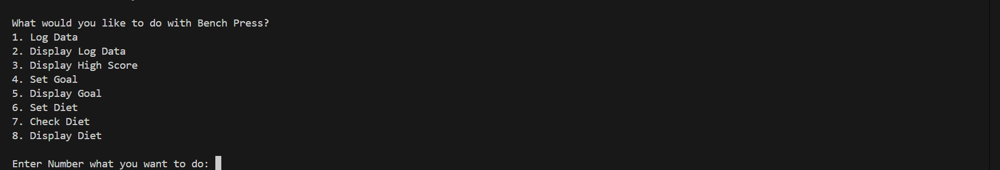 What would you like to do with Bench Press?
1. Log Data
2. Display Log Data
3. Display High Score
4. Set Goal
5. Display Goal
6. Set Diet
7. Check Diet
8. Display Diet
Enter Number what you want to do: